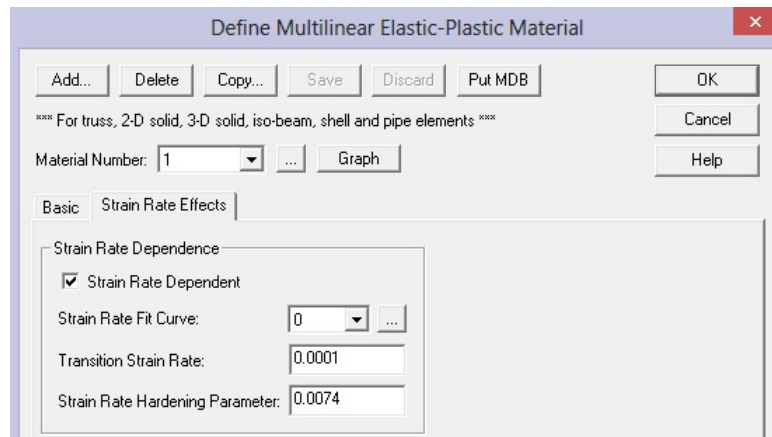 Define Multilinear Elastic-Plastic Material
Add... Delete Copy... Save Discard Put MDB OK
*** For truss, 2-D solid, 3-D solid, iso-beam, shell and pipe elements *** Cancel
Material Number: 1 ... Graph Help
Basic Strain Rate Effects
Strain Rate Dependence
Strain Rate Dependent
Strain Rate Fit Curve: 0 ...
Transition Strain Rate: 0.0001
Strain Rate Hardening Parameter: 0.0074